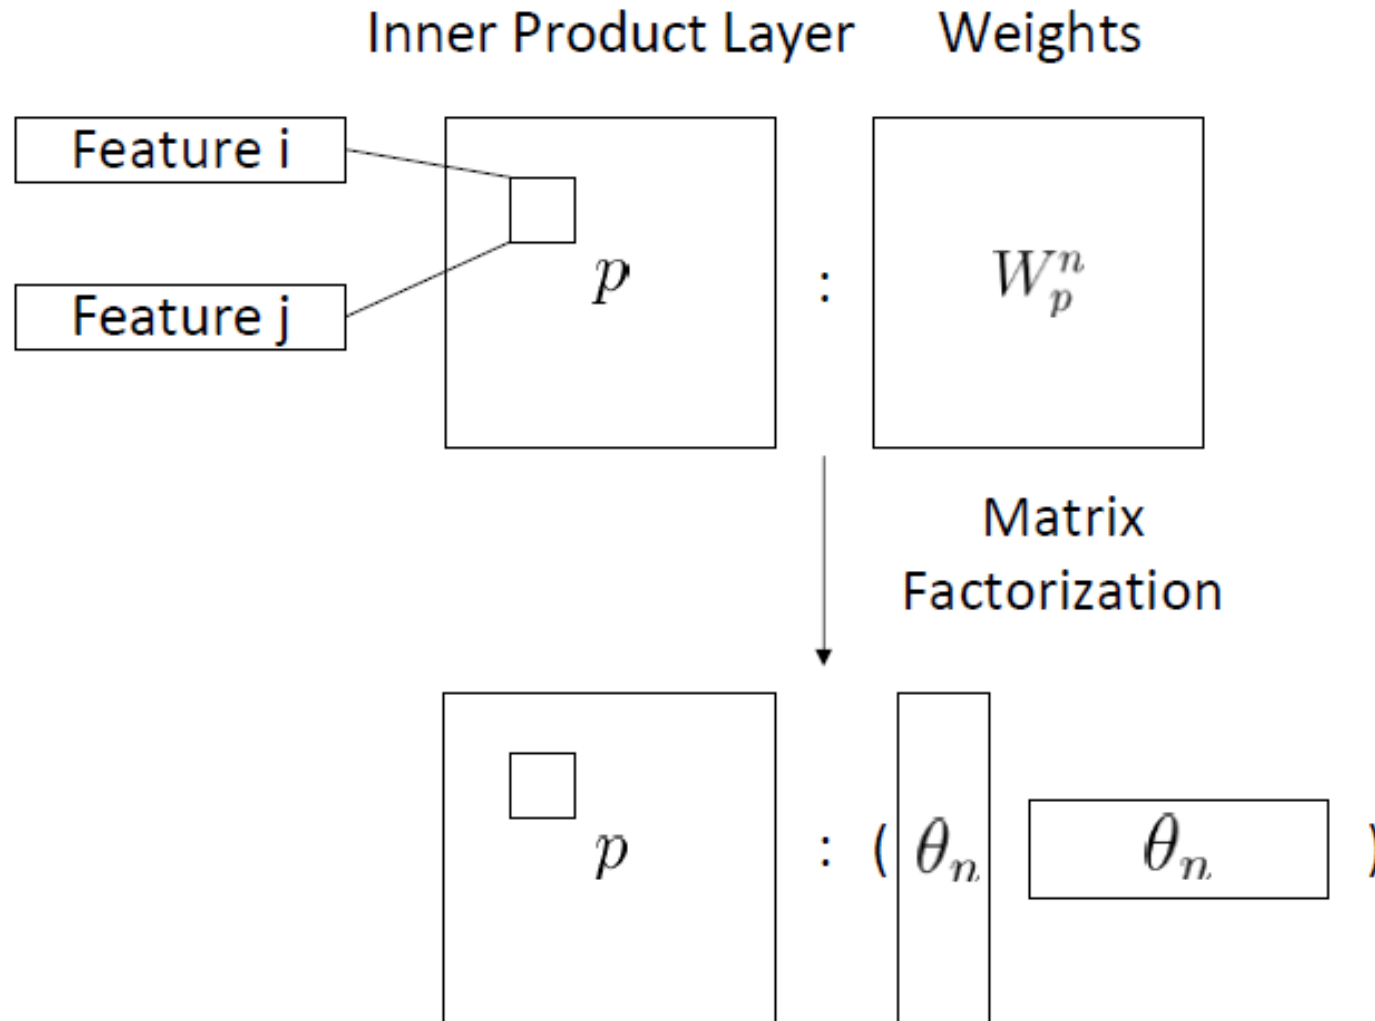 Inner Product Layer Weights
Feature i
Feature j
p : W_p^n
Matrix
Factorization
p : ( θ_n θ_n )